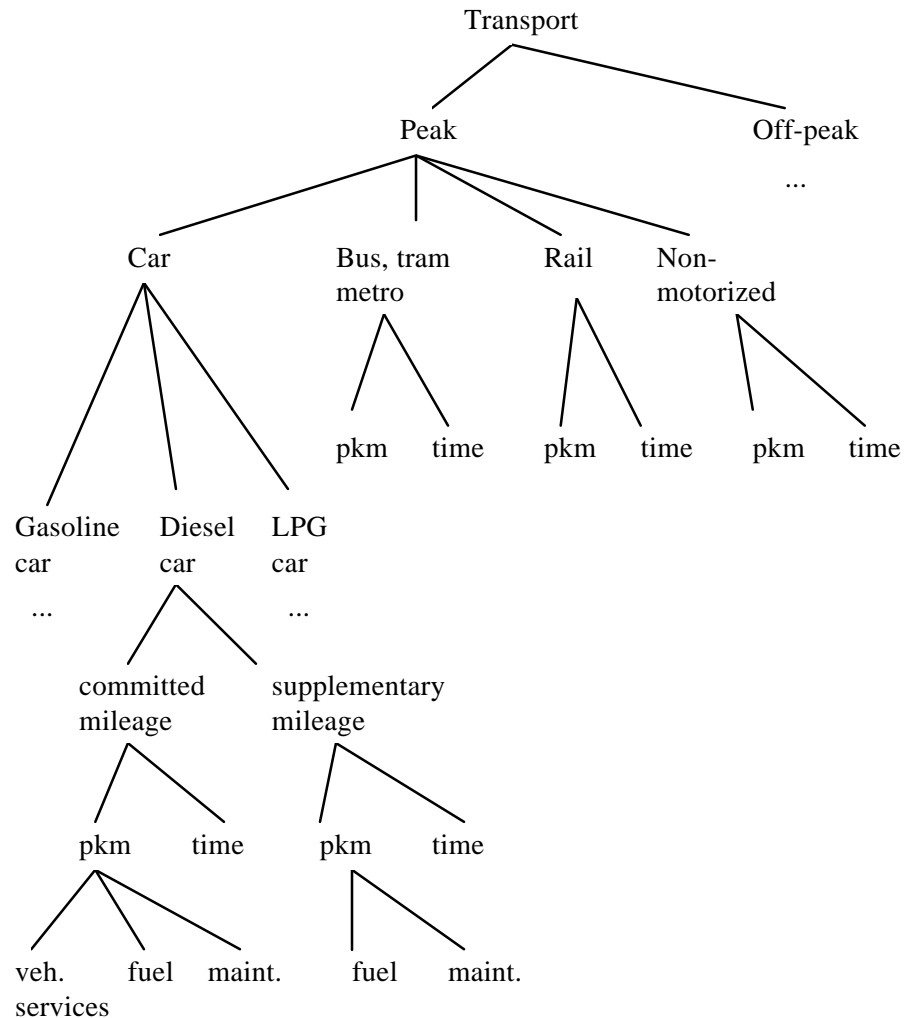 Transport
Peak
Off-peak
...
Car
Bus, tram
metro
Rail
Non-
motorized
pkm
time
pkm
time
pkm
time
Gasoline
car
...
Diesel
car
LPG
car
...
committed
mileage
supplementary
mileage
pkm
time
pkm
time
veh.
services
fuel
maint.
fuel
maint.